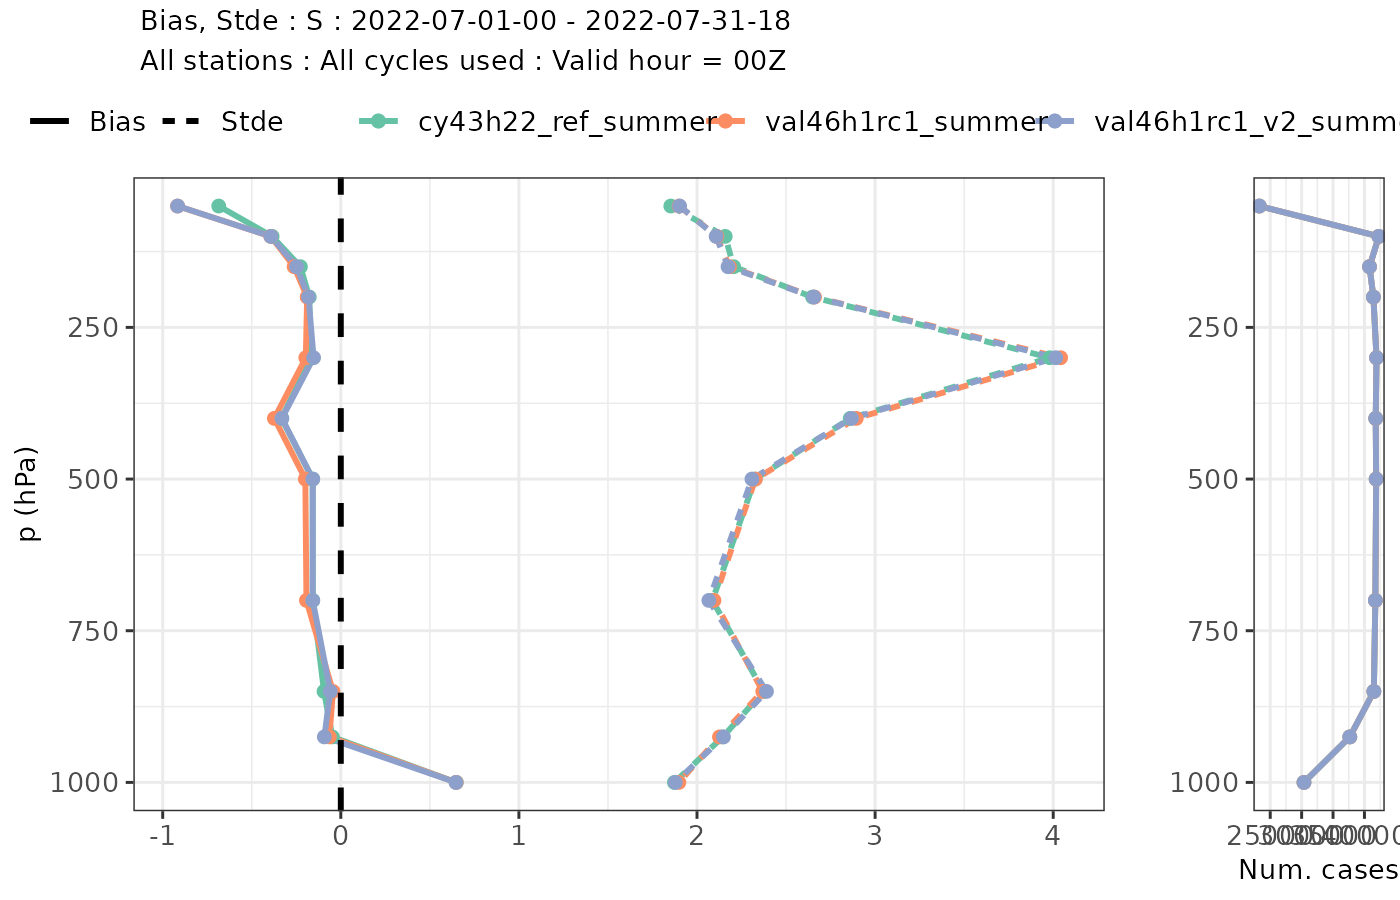 Bias, Stde : S : 2022-07-01-00 - 2022-07-31-18
All stations : All cycles used : Valid hour = 00Z
Bias Stde cy43h22_ref_summer val46h1rc1_summer val46h1rc1_v2_summ
p (hPa)
250
500
750
1000
-1 0 1 2 3 4
250
500
750
1000
Num. cases